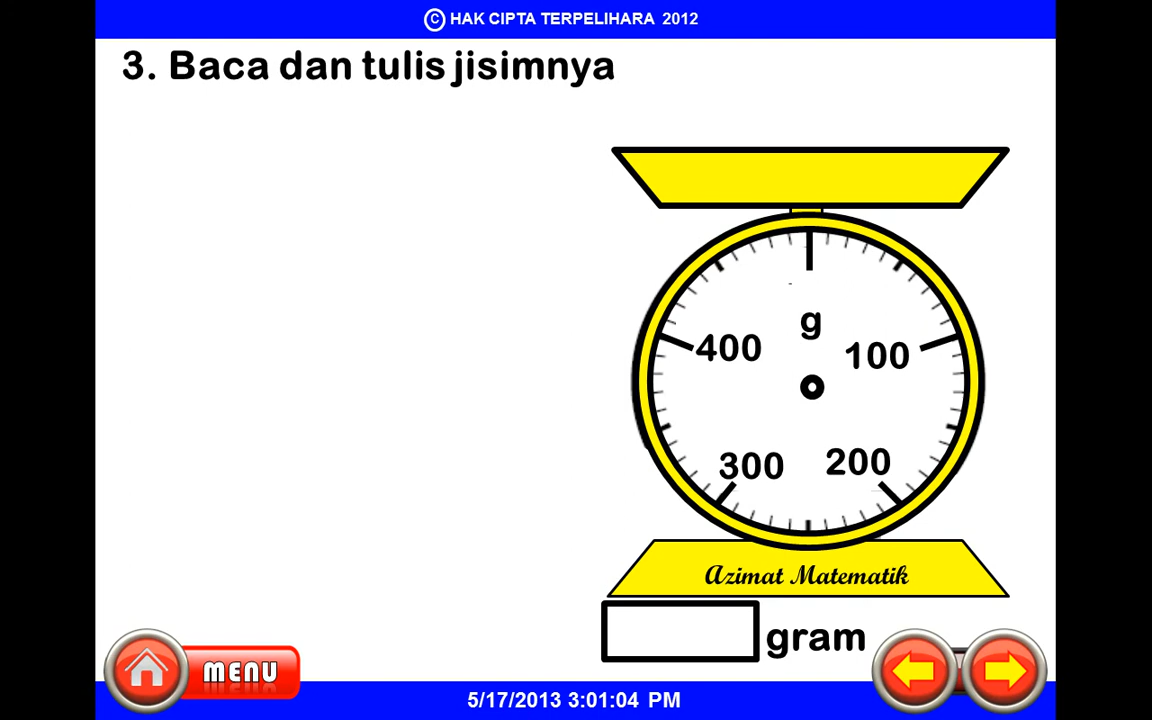 © HAK CIPTA TERPELIHARA 2012
3. Baca dan tulis jisimnya
g
400
100
300
200
Azimat Matematik
gram
MENU
5/17/2013 3:01:04 PM